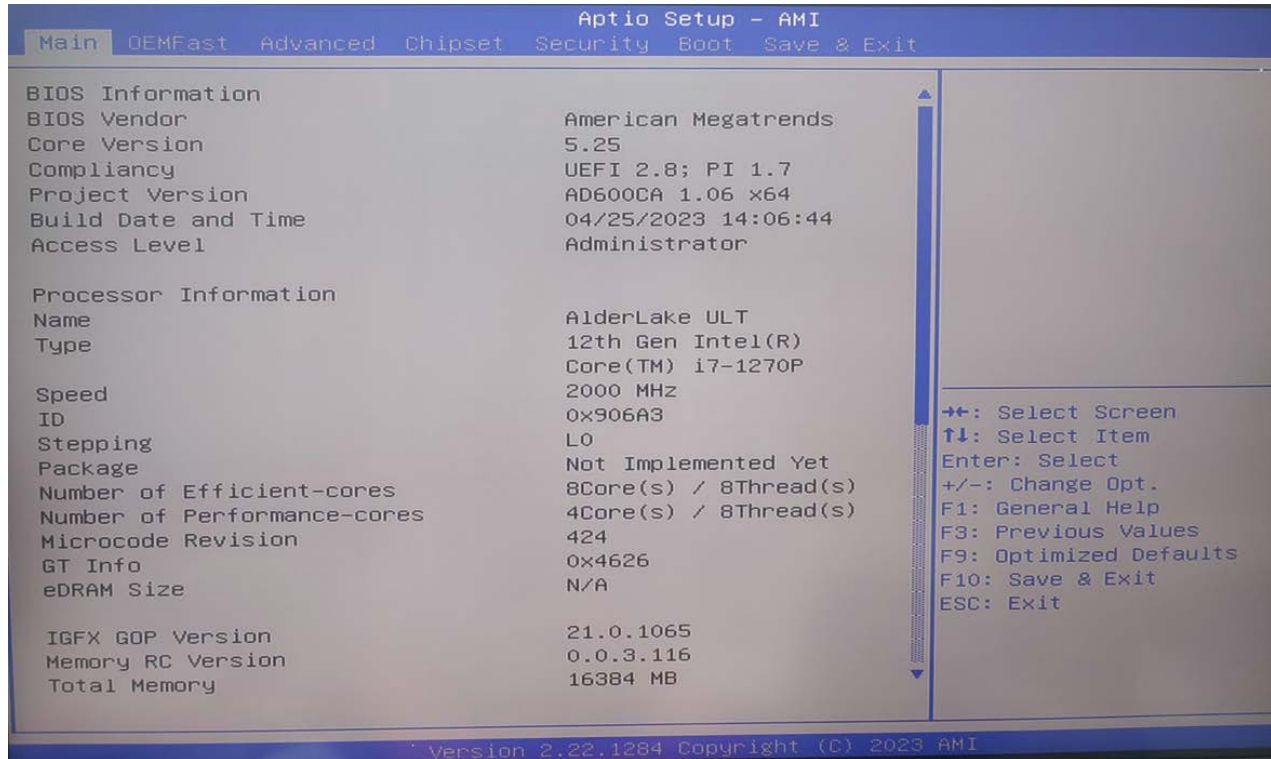 Aptio Setup – AMI
Main OEMFast Advanced Chipset Security Boot Save & Exit
BIOS Information
BIOS Vendor American Megatrends
Core Version 5.25
Compliancy UEFI 2.8; PI 1.7
Project Version AD600CA 1.06 x64
Build Date and Time 04/25/2023 14:06:44
Access Level Administrator
Processor Information
Name AlderLake ULT
Type 12th Gen Intel(R)
Core(TM) i7-1270P
Speed 2000 MHz
ID 0x906A3
Stepping L0
Package Not Implemented Yet
Number of Efficient-cores 8Core(s) / 8Thread(s)
Number of Performance-cores 4Core(s) / 8Thread(s)
Microcode Revision 424
GT Info 0x4626
eDRAM Size N/A
IGFX GOP Version 21.0.1065
Memory RC Version 0.0.3.116
Total Memory 16384 MB
→←: Select Screen
↑↓: Select Item
Enter: Select
+/-: Change Opt.
F1: General Help
F3: Previous Values
F9: Optimized Defaults
F10: Save & Exit
ESC: Exit
Version 2.22.1284 Copyright (C) 2023 AMI